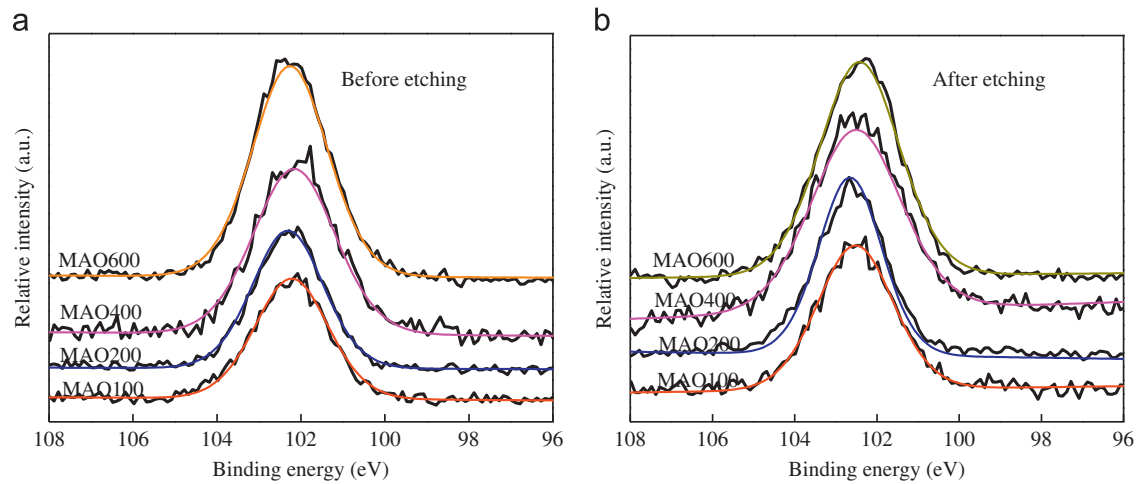 a
Before etching
Relative intensity (a.u.)
MAO600
MAO400
MAO200
MAO100
108 106 104 102 100 98 96
Binding energy (eV)
b
After etching
Relative intensity (a.u.)
MAO600
MAO400
MAO200
MAO100
108 106 104 102 100 98 96
Binding energy (eV)